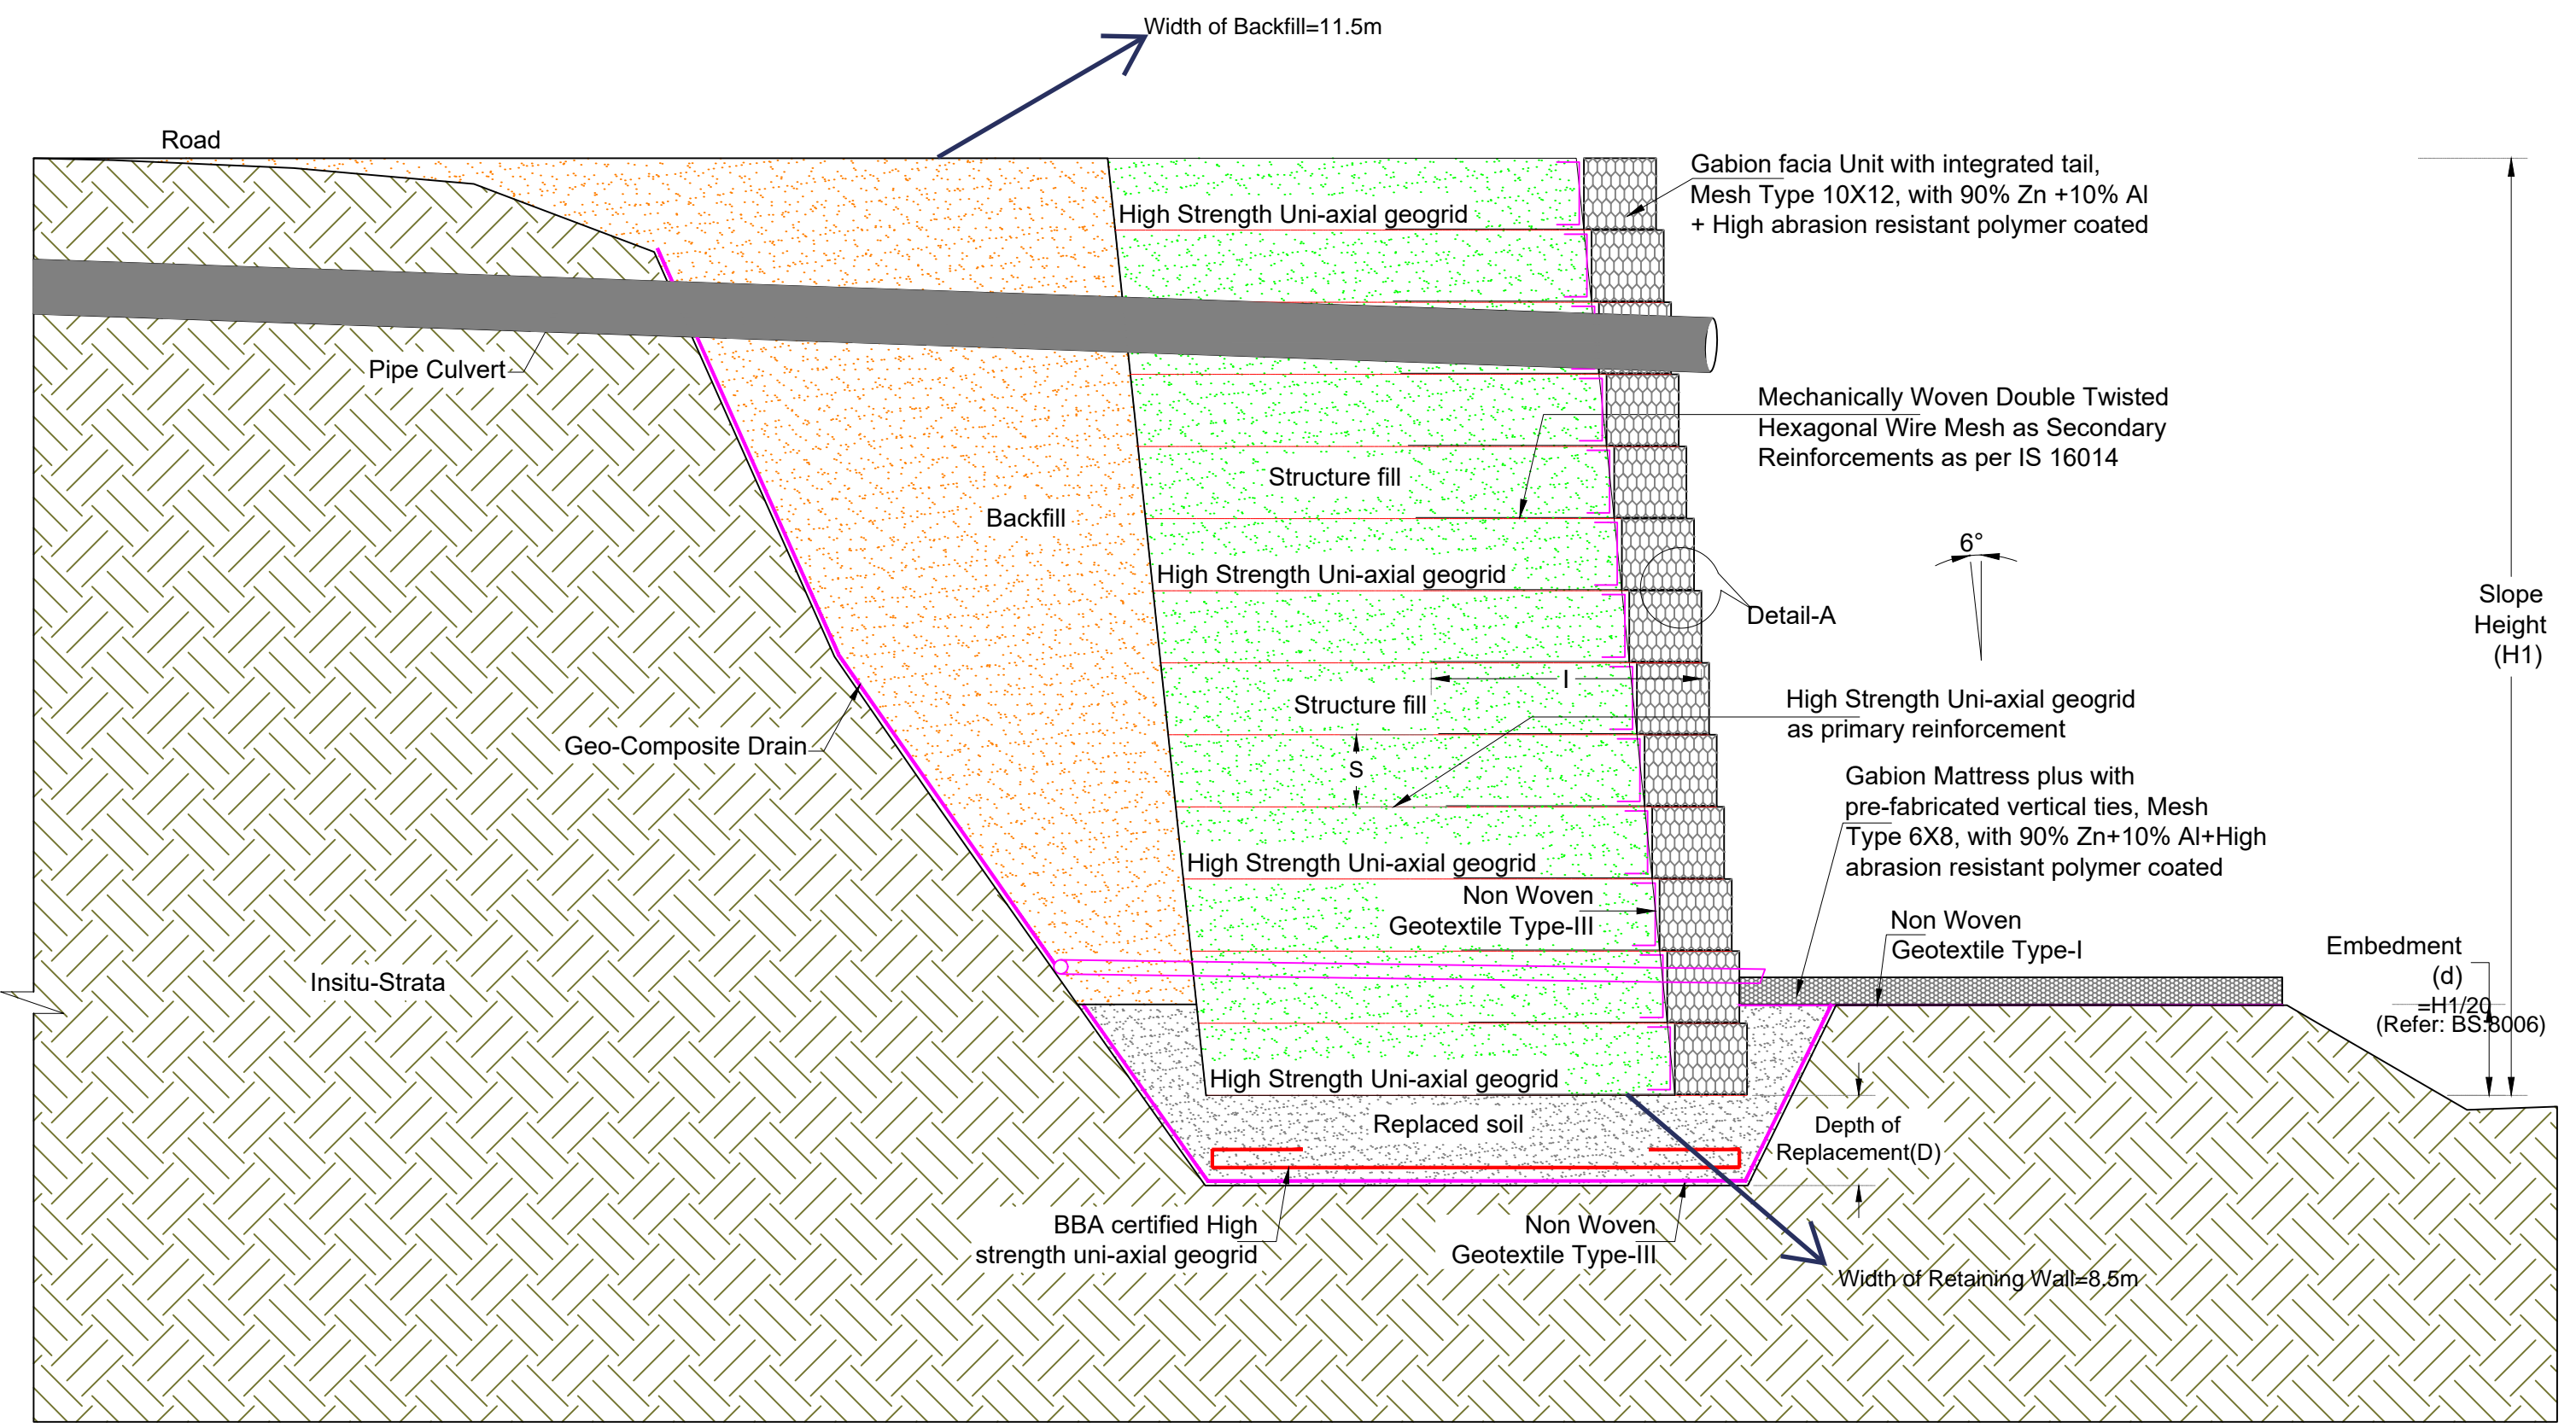 Width of Backfill=11.5m
Road
Gabion facia Unit with integrated tail,
Mesh Type 10X12, with 90% Zn +10% Al
+ High abrasion resistant polymer coated
High Strength Uni-axial geogrid
Pipe Culvert
Mechanically Woven Double Twisted
Hexagonal Wire Mesh as Secondary
Reinforcements as per IS 16014
Structure fill
Backfill
6°
High Strength Uni-axial geogrid
Detail-A
Slope
Height
(H1)
l
Structure fill
High Strength Uni-axial geogrid
as primary reinforcement
Geo-Composite Drain
S
Gabion Mattress plus with
pre-fabricated vertical ties, Mesh
Type 6X8, with 90% Zn+10% Al+High
abrasion resistant polymer coated
High Strength Uni-axial geogrid
Non Woven
Geotextile Type-III
Non Woven
Geotextile Type-I
Embedment
(d)
=H1/20
(Refer: BS:8006)
Insitu-Strata
High Strength Uni-axial geogrid
Replaced soil
Depth of
Replacement(D)
BBA certified High
strength uni-axial geogrid
Non Woven
Geotextile Type-III
Width of Retaining Wall=8.5m